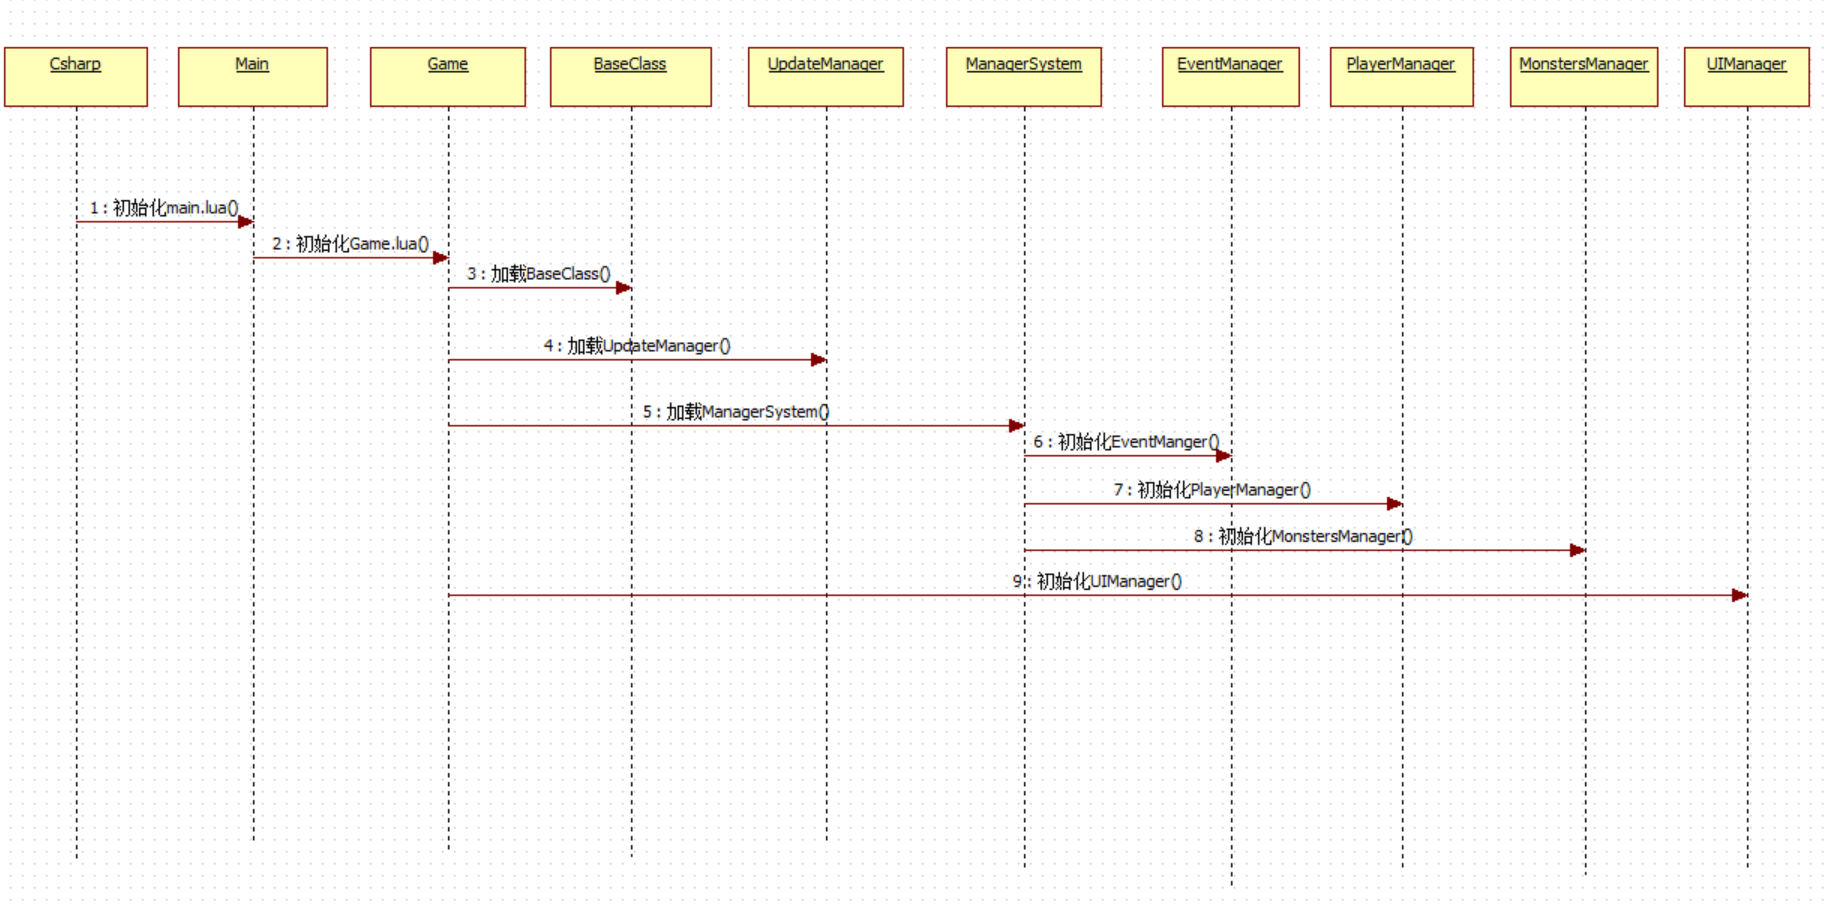 Csharp
Main
Game
BaseClass
UpdateManager
ManagerSystem
EventManager
PlayerManager
MonstersManager
UIManager
1 : 初始化main.lua()
2 : 初始化Game.lua()
3 : 加载BaseClass()
4 : 加载UpdateManager()
5 : 加载ManagerSystem()
6 : 初始化EventManger()
7 : 初始化PlayerManager()
8 : 初始化MonstersManager()
9 : 初始化UIManager()